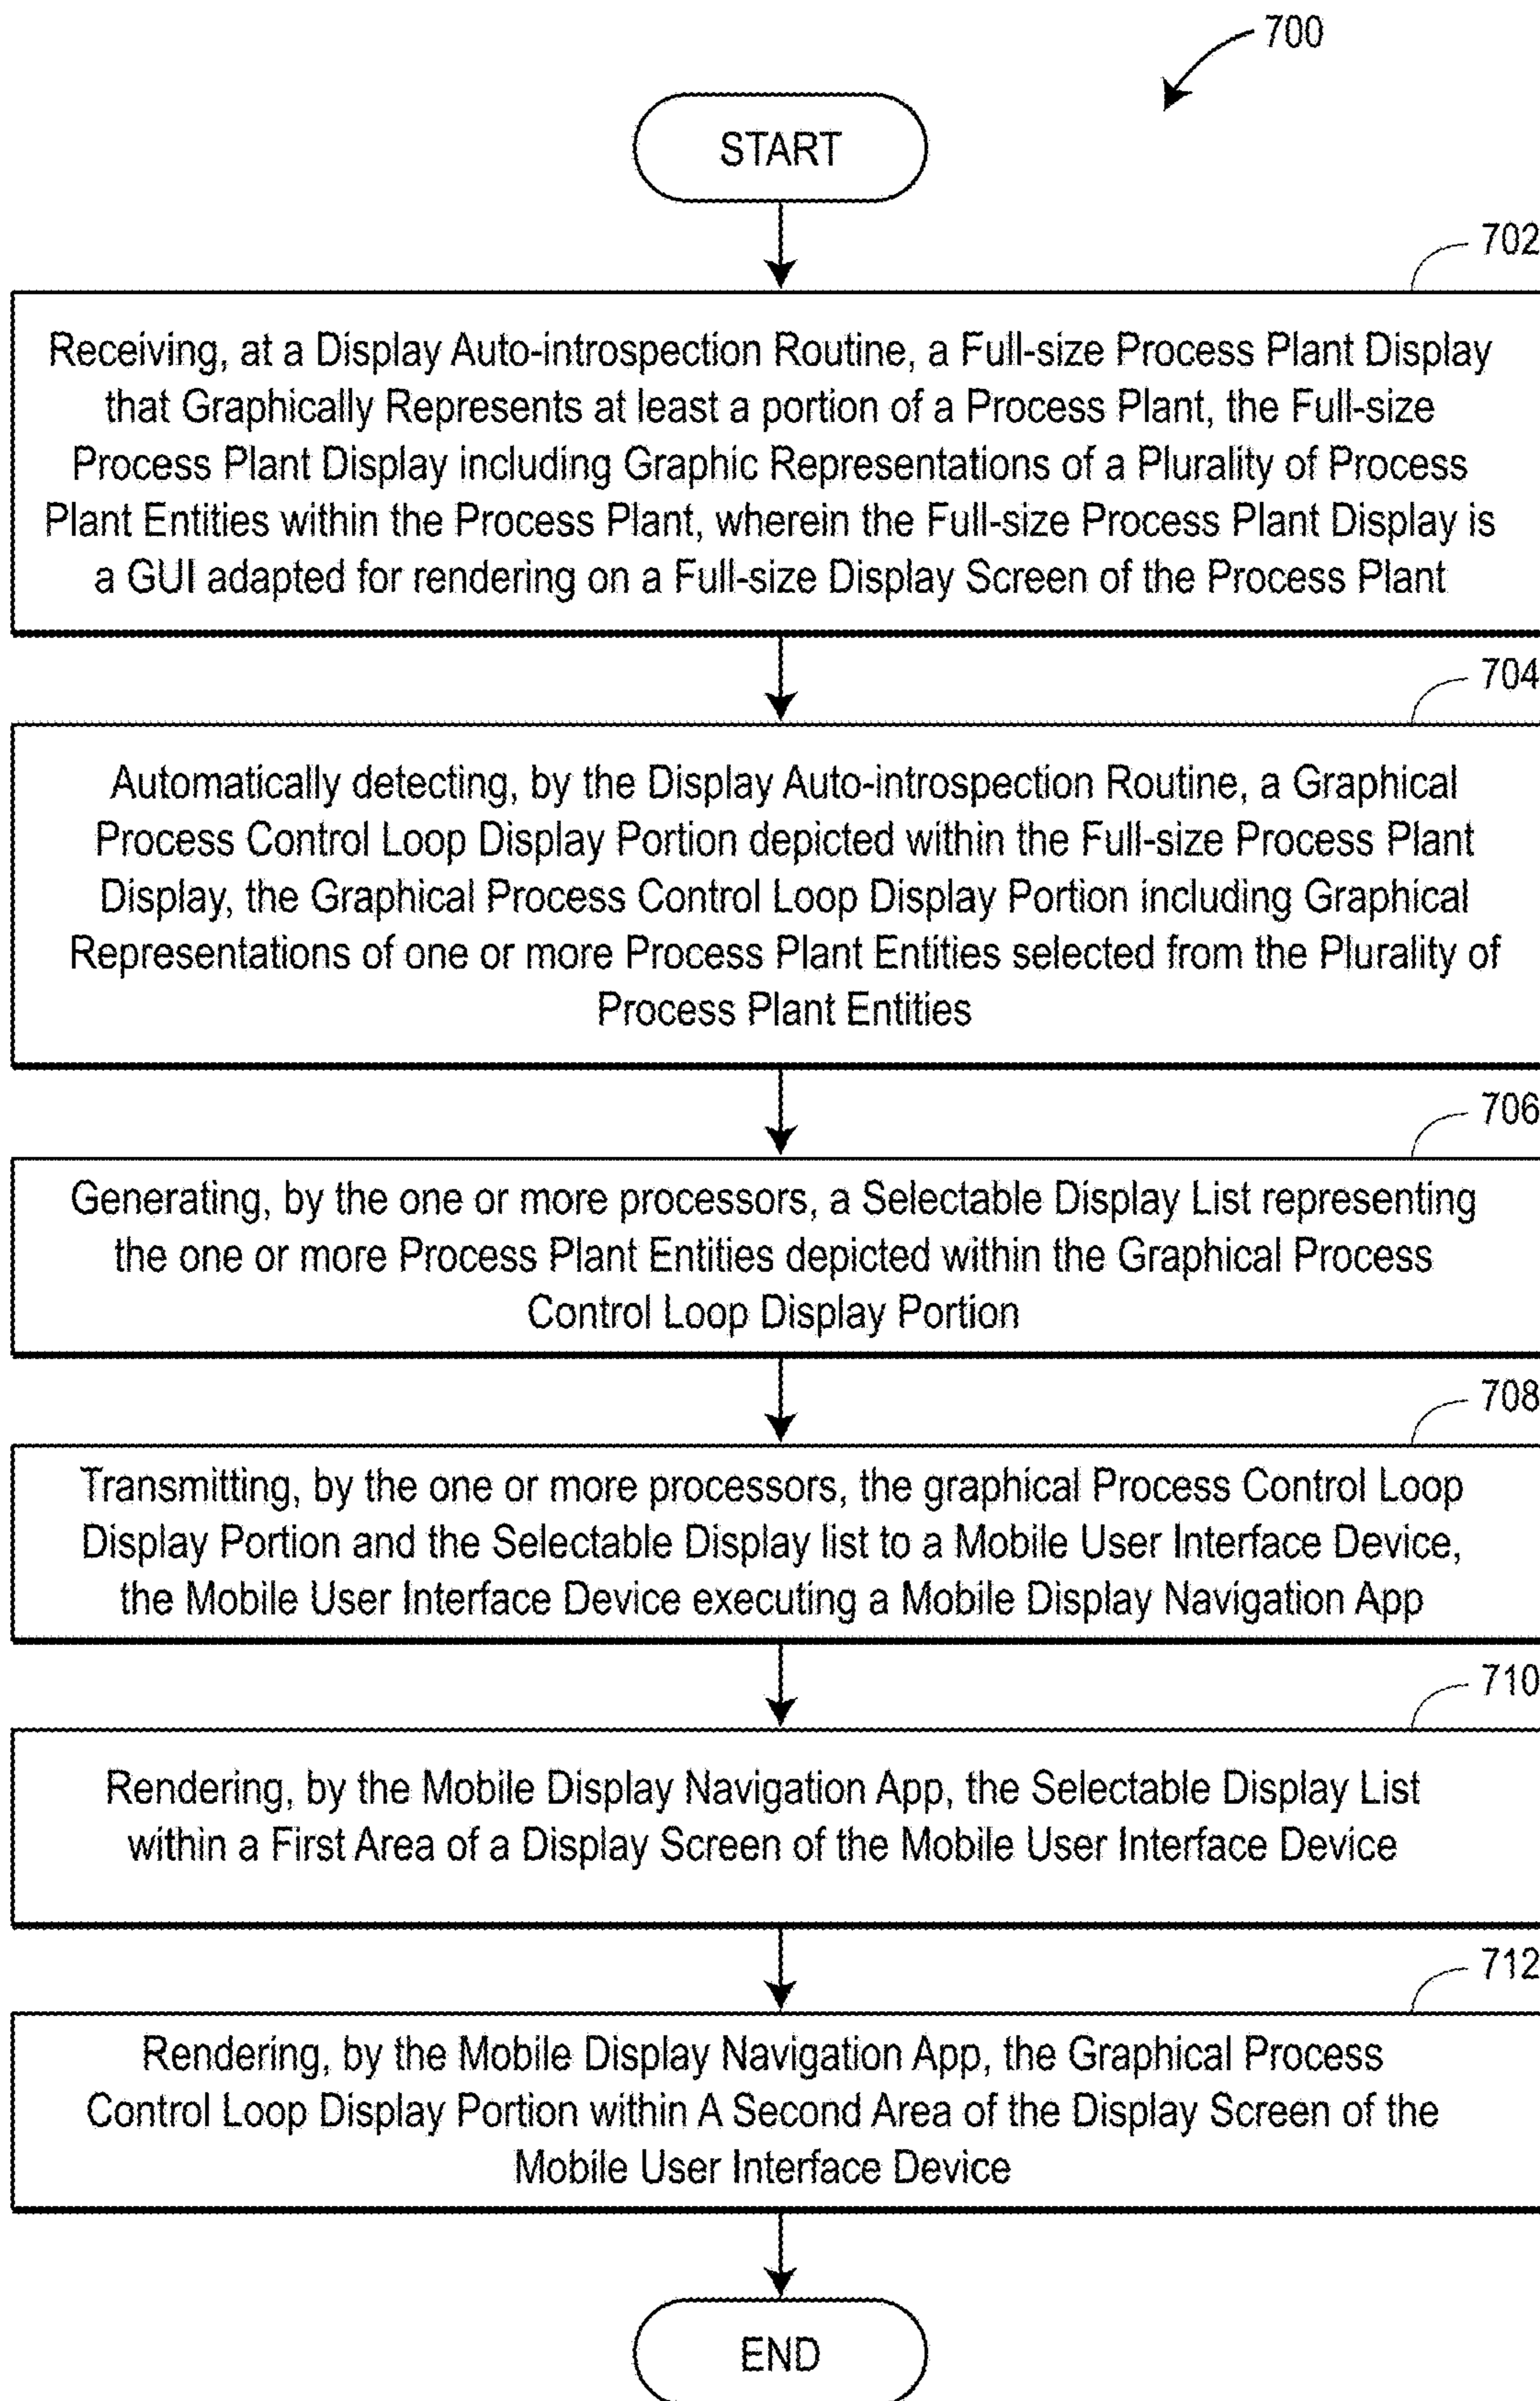 700
START
702
Receiving, at a Display Auto-introspection Routine, a Full-size Process Plant Display
that Graphically Represents at least a portion of a Process Plant, the Full-size
Process Plant Display including Graphic Representations of a Plurality of Process
Plant Entities within the Process Plant, wherein the Full-size Process Plant Display is
a GUI adapted for rendering on a Full-size Display Screen of the Process Plant
704
Automatically detecting, by the Display Auto-introspection Routine, a Graphical
Process Control Loop Display Portion depicted within the Full-size Process Plant
Display, the Graphical Process Control Loop Display Portion including Graphical
Representations of one or more Process Plant Entities selected from the Plurality of
Process Plant Entities
706
Generating, by the one or more processors, a Selectable Display List representing
the one or more Process Plant Entities depicted within the Graphical Process
Control Loop Display Portion
708
Transmitting, by the one or more processors, the graphical Process Control Loop
Display Portion and the Selectable Display list to a Mobile User Interface Device,
the Mobile User Interface Device executing a Mobile Display Navigation App
710
Rendering, by the Mobile Display Navigation App, the Selectable Display List
within a First Area of a Display Screen of the Mobile User Interface Device
712
Rendering, by the Mobile Display Navigation App, the Graphical Process
Control Loop Display Portion within A Second Area of the Display Screen of the
Mobile User Interface Device
END